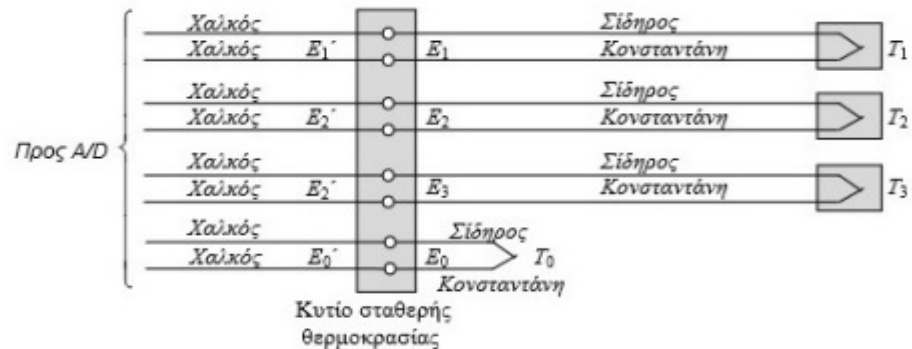 Χαλκός Σίδηρος
Χαλκός E1´ E1 Κονσταντάνη T1
Χαλκός Σίδηρος
Χαλκός E2´ E2 Κονσταντάνη T2
Προς A/D
Χαλκός Σίδηρος
Χαλκός E2´ E3 Κονσταντάνη T3
Χαλκός Σίδηρος
Χαλκός E0´ E0 T0
Κονσταντάνη
Κυτίο σταθερής
θερμοκρασίας